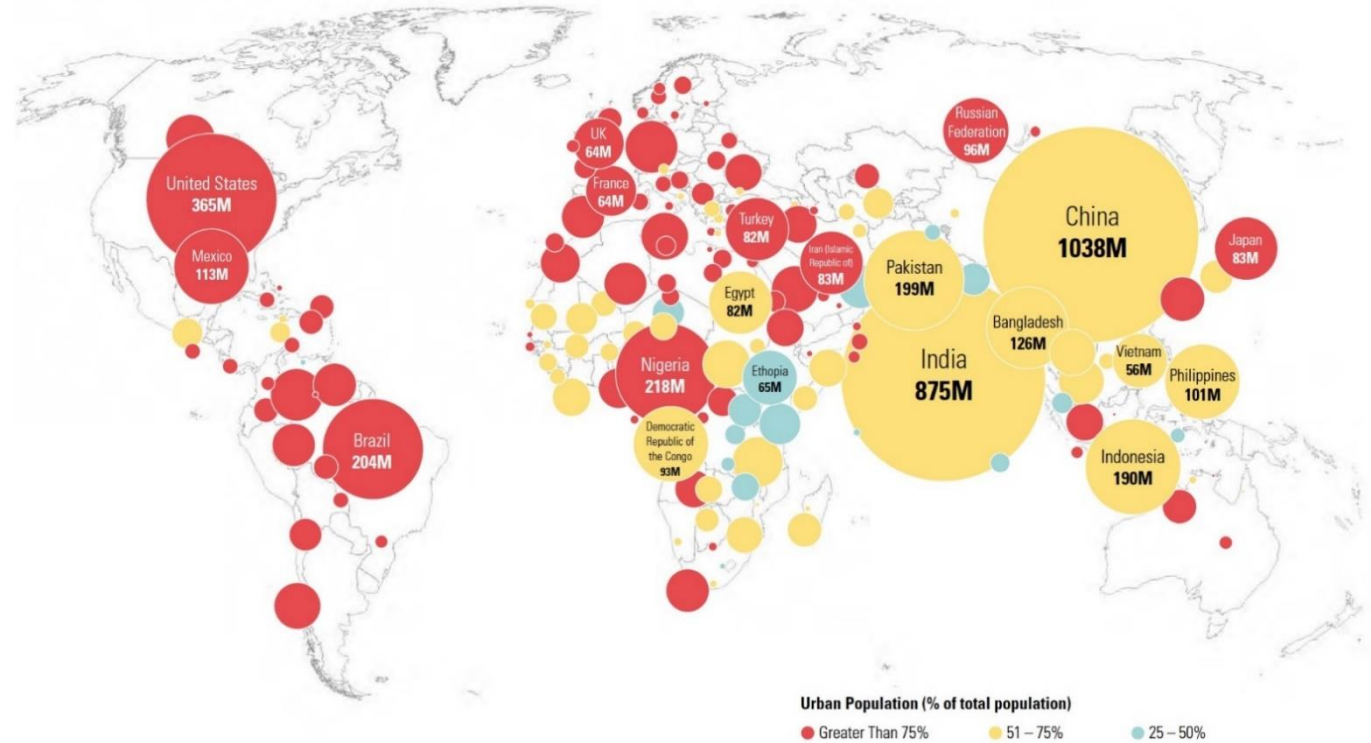 United States
365M
Mexico
113M
Brazil
204M
UK
64M
France
64M
Turkey
82M
Iran (Islamic
Republic of)
83M
Egypt
82M
Nigeria
218M
Ethopia
65M
Democratic
Republic of
the Congo
93M
Russian
Federation
96M
China
1038M
Japan
83M
Pakistan
199M
Bangladesh
126M
India
875M
Vietnam
56M
Philippines
101M
Indonesia
190M
Urban Population (% of total population)
Greater Than 75%
51 – 75%
25 – 50%